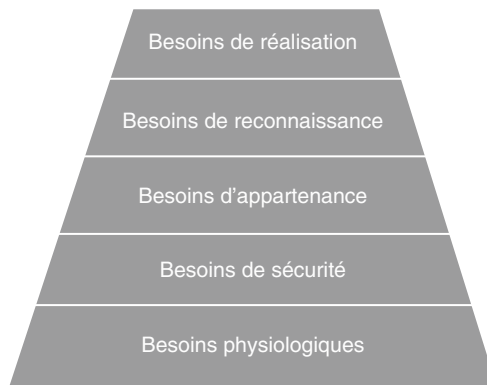 Besoins de réalisation
Besoins de reconnaissance
Besoins d’appartenance
Besoins de sécurité
Besoins physiologiques